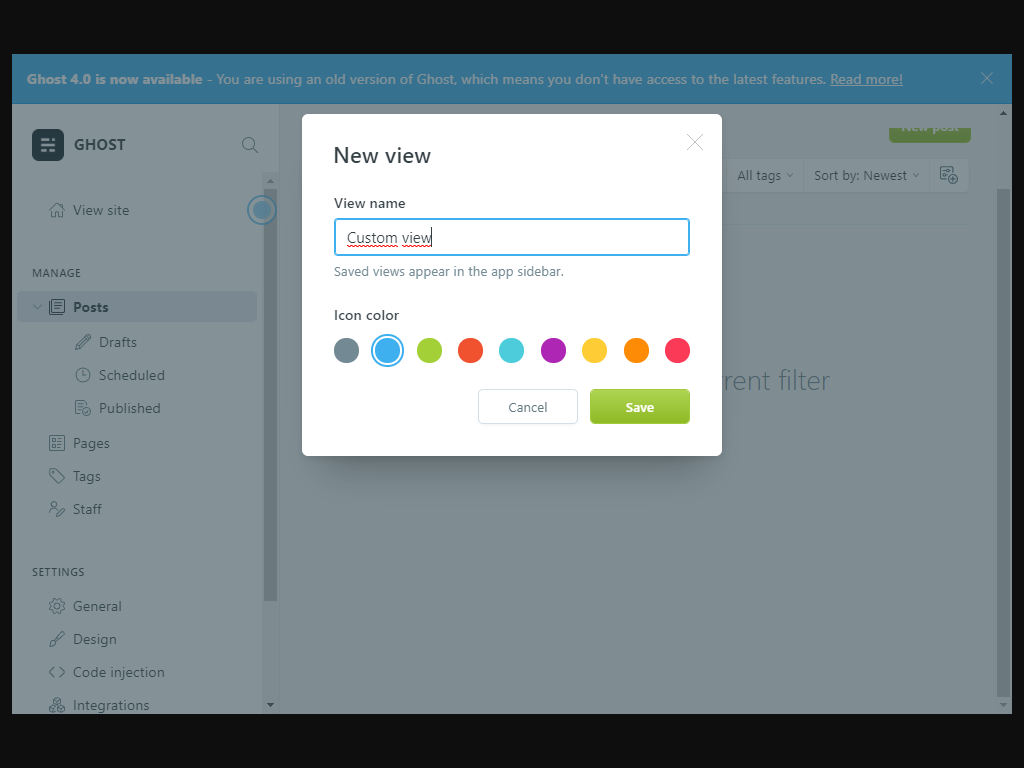 Ghost 4.0 is now available - You are using an old version of Ghost, which means you don't have access to the latest features. Read more!
GHOST
View site
MANAGE
Posts
Drafts
Scheduled
Published
Pages
Tags
Staff
SETTINGS
General
Design
Code injection
Integrations
New post
All tags
Sort by: Newest
rent filter
New view
View name
Custom view
Saved views appear in the app sidebar.
Icon color
Cancel
Save